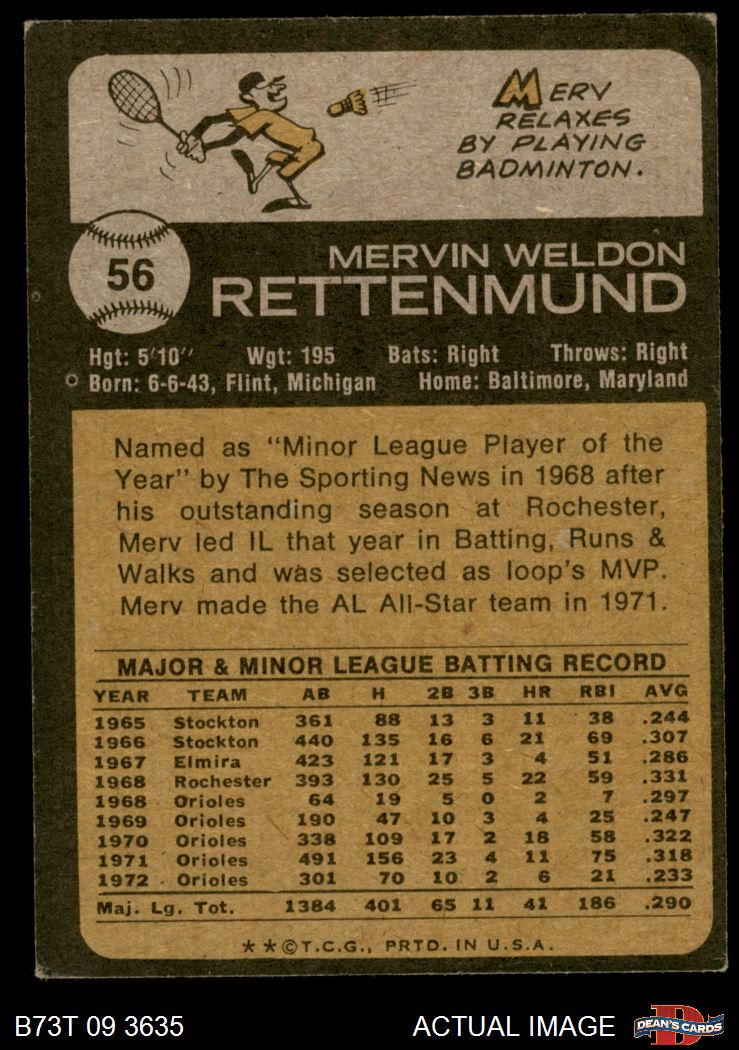 MERV
RELAXES
BY PLAYING
BADMINTON.
56
MERVIN WELDON
RETTENMUND
Hgt: 5'10" Wgt: 195 Bats: Right Throws: Right
Born: 6-6-43, Flint, Michigan Home: Baltimore, Maryland
Named as "Minor League Player of the
Year" by The Sporting News in 1968 after
his outstanding season at Rochester,
Merv led IL that year in Batting, Runs &
Walks and was selected as loop's MVP.
Merv made the AL All-Star team in 1971.
MAJOR & MINOR LEAGUE BATTING RECORD
YEAR TEAM AB H 2B 3B HR RBI AVG
1965 Stockton 361 88 13 3 11 38 .244
1966 Stockton 440 135 16 6 21 69 .307
1967 Elmira 423 121 17 3 4 51 .286
1968 Rochester 393 130 25 5 22 59 .331
1968 Orioles 64 19 5 0 2 7 .297
1969 Orioles 190 47 10 3 4 25 .247
1970 Orioles 338 109 17 2 18 58 .322
1971 Orioles 491 156 23 4 11 75 .318
1972 Orioles 301 70 10 2 6 21 .233
Maj. Lg. Tot. 1384 401 65 11 41 186 .290
**©T.C.G., PRTD. IN U.S.A.
B73T 09 3635 ACTUAL IMAGE D DEAN'S CARDS